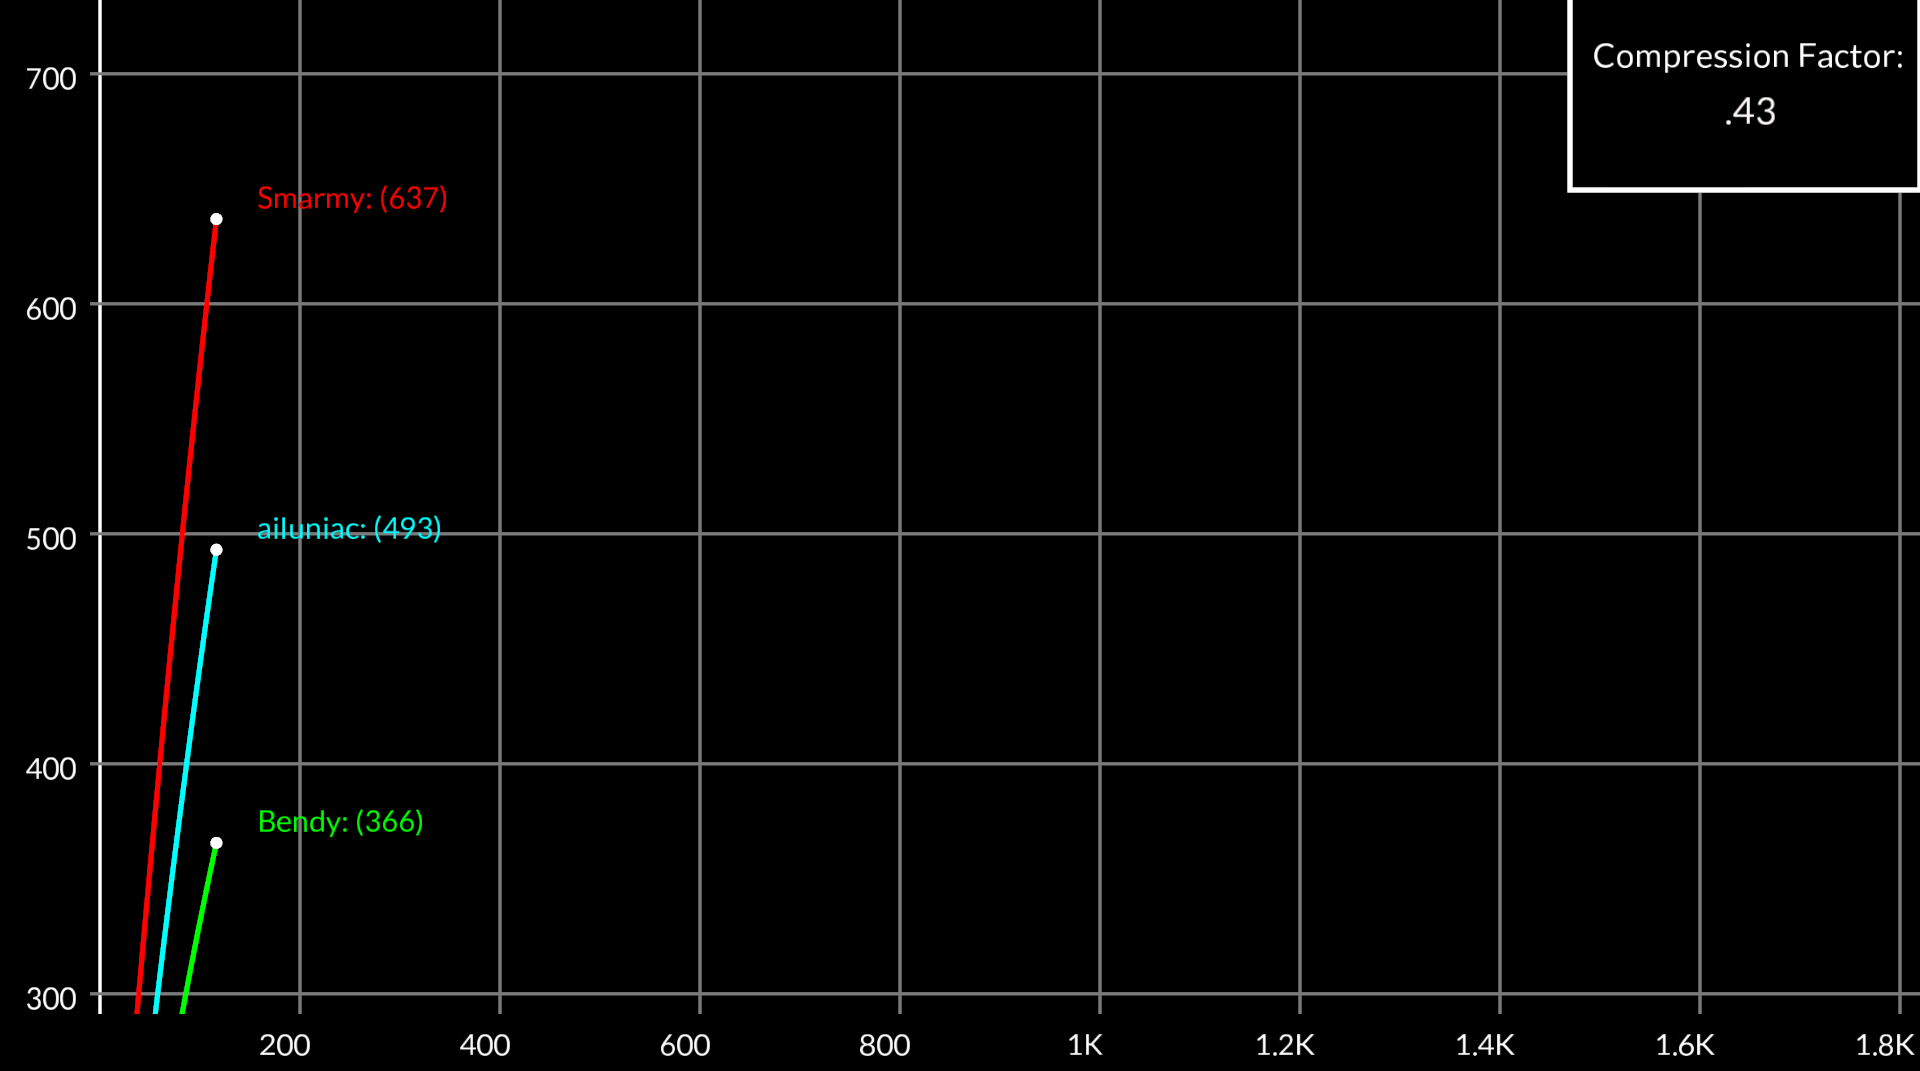 700
Compression Factor:
.43
Smarmy: (637)
600
ailuniac: (493)
500
400
Bendy: (366)
300
200 400 600 800 1K 1.2K 1.4K 1.6K 1.8K